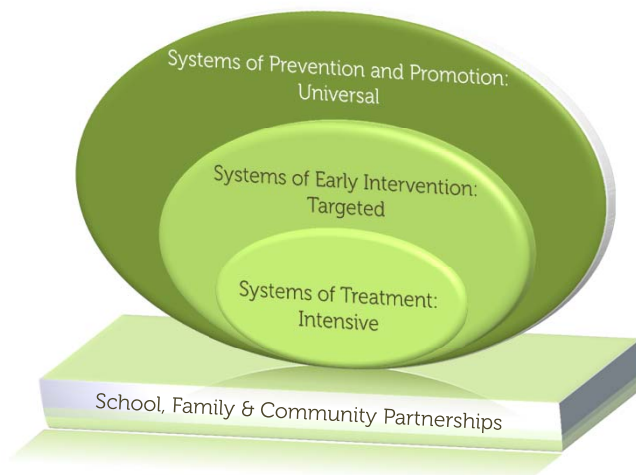 Systems of Prevention and Promotion:
Universal
Systems of Early Intervention:
Targeted
Systems of Treatment:
Intensive
School, Family & Community Partnerships